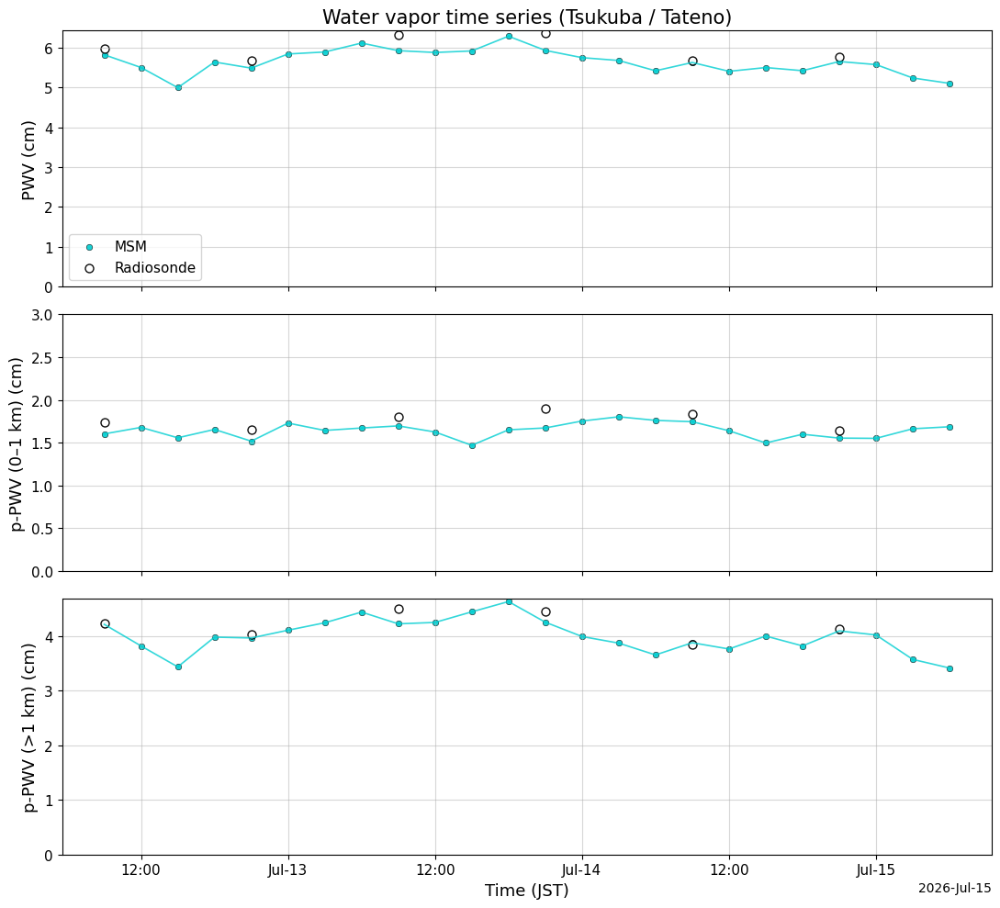 Water vapor time series (Tsukuba / Tateno)
PWV (cm)
6
5
4
3
2
1
0
MSM
Radiosonde
p-PWV (0–1 km) (cm)
3.0
2.5
2.0
1.5
1.0
0.5
0.0
p-PWV (>1 km) (cm)
4
3
2
1
0
12:00
Jul-13
12:00
Jul-14
12:00
Jul-15
Time (JST)
2026-Jul-15